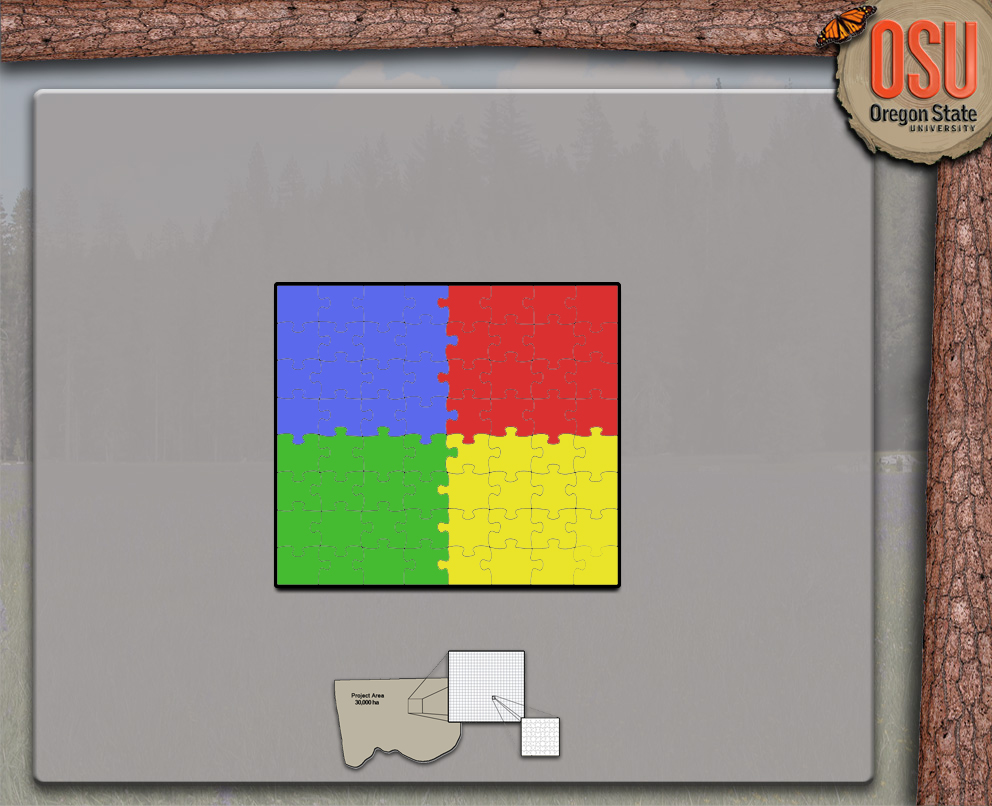 OSU
Oregon State
UNIVERSITY
Project Area
30,000 ha